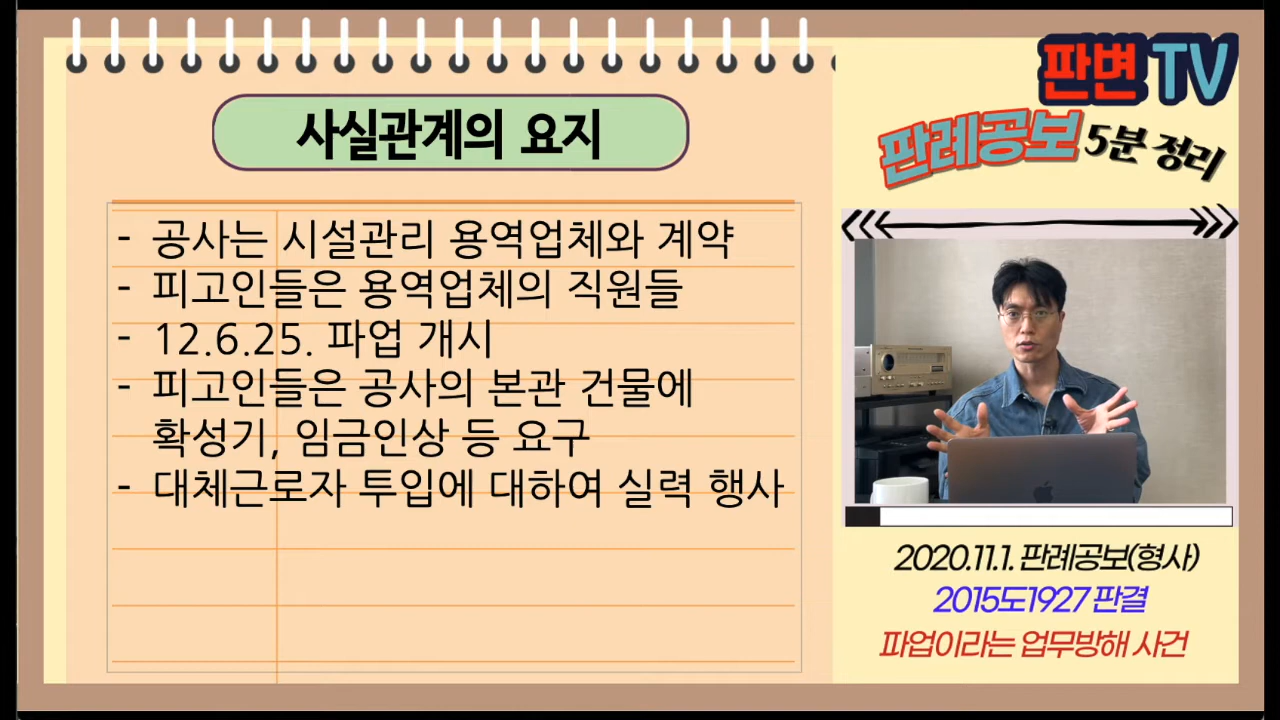 사실관계의 요지
- 공사는 시설관리 용역업체와 계약
- 피고인들은 용역업체의 직원들
- 12.6.25. 파업 개시
- 피고인들은 공사의 본관 건물에
확성기, 임금인상 등 요구
- 대체근로자 투입에 대하여 실력 행사
판변 TV
판례공보 5분 정리
2020.11.1. 판례공보(형사)
2015도1927 판결
파업이라는 업무방해 사건